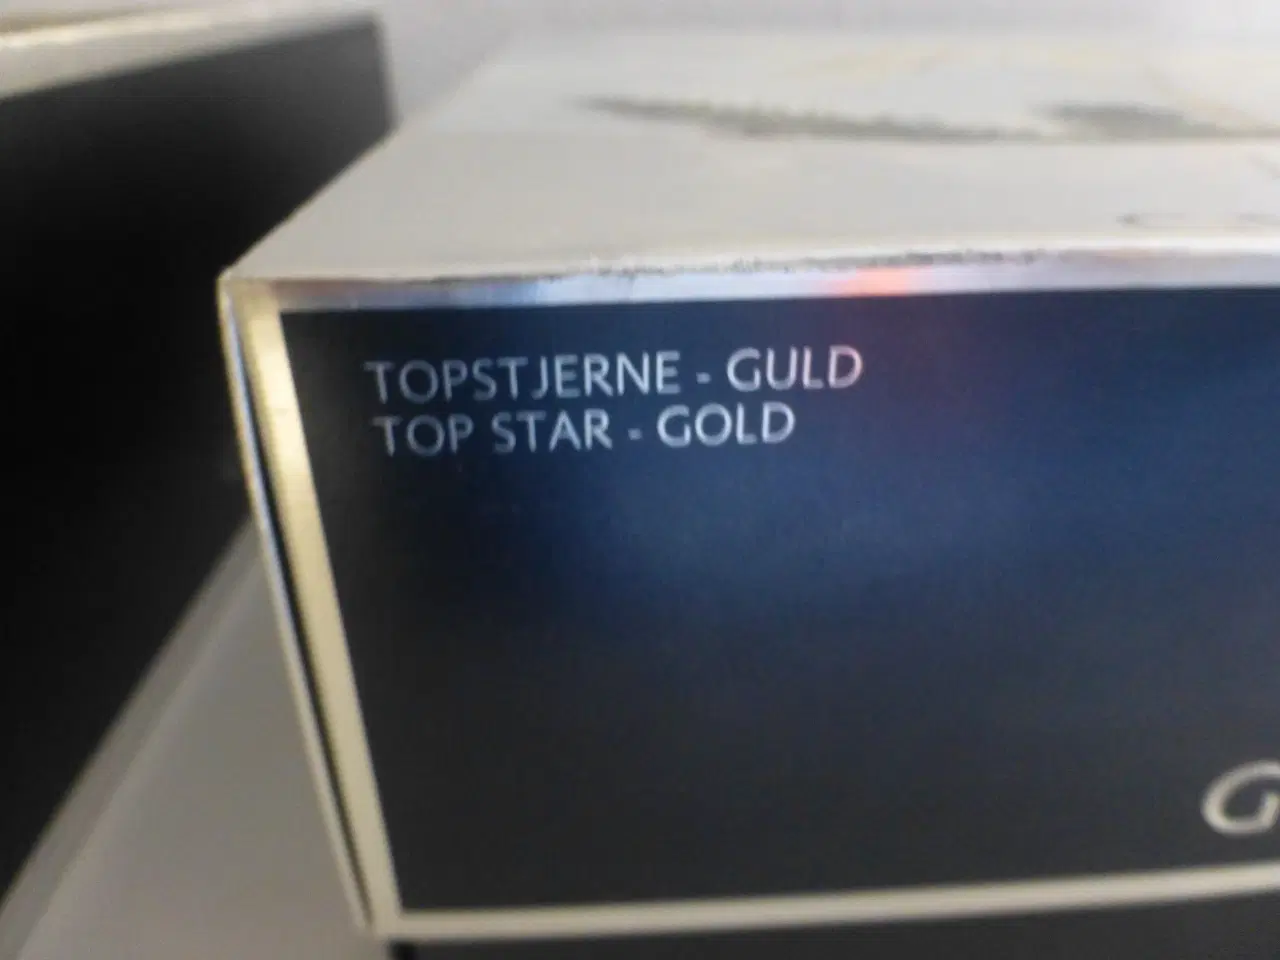 TOPSTJERNE - GULD
TOP STAR - GOLD
G